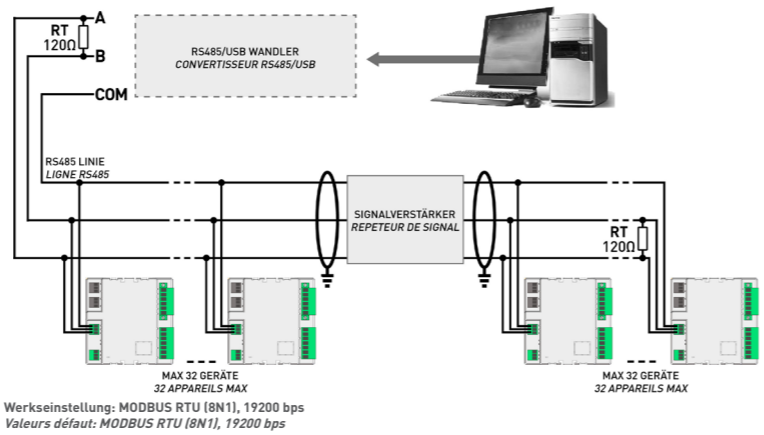 A
RT
120Ω
B
COM
RS485/USB WANDLER
CONVERTISSEUR RS485/USB
RS485 LINIE
LIGNE RS485
SIGNALVERSTÄRKER
REPETEUR DE SIGNAL
RT
120Ω
MAX 32 GERÄTE
32 APPAREILS MAX
MAX 32 GERÄTE
32 APPAREILS MAX
Werkseinstellung: MODBUS RTU (8N1), 19200 bps
Valeurs défaut: MODBUS RTU (8N1), 19200 bps